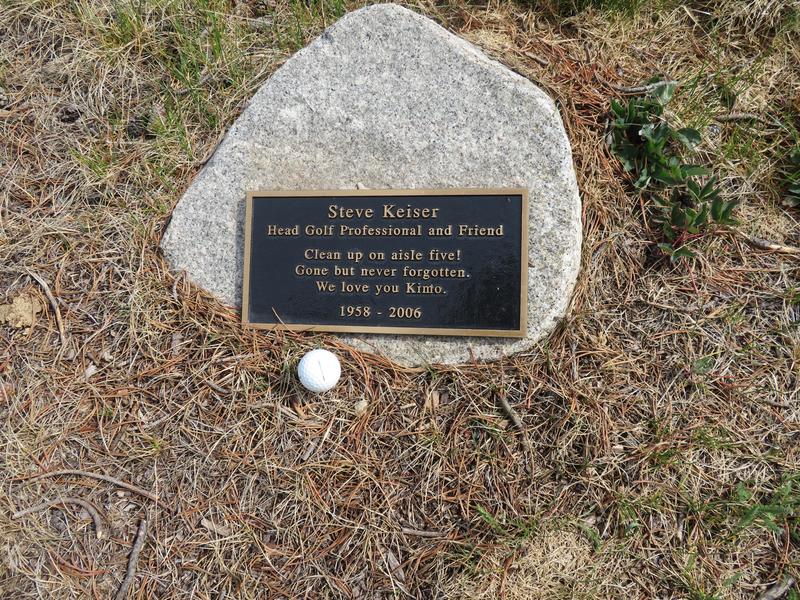 Steve Keiser
Head Golf Professional and Friend
Clean up on aisle five!
Gone but never forgotten.
We love you Kimo.
1958 - 2006